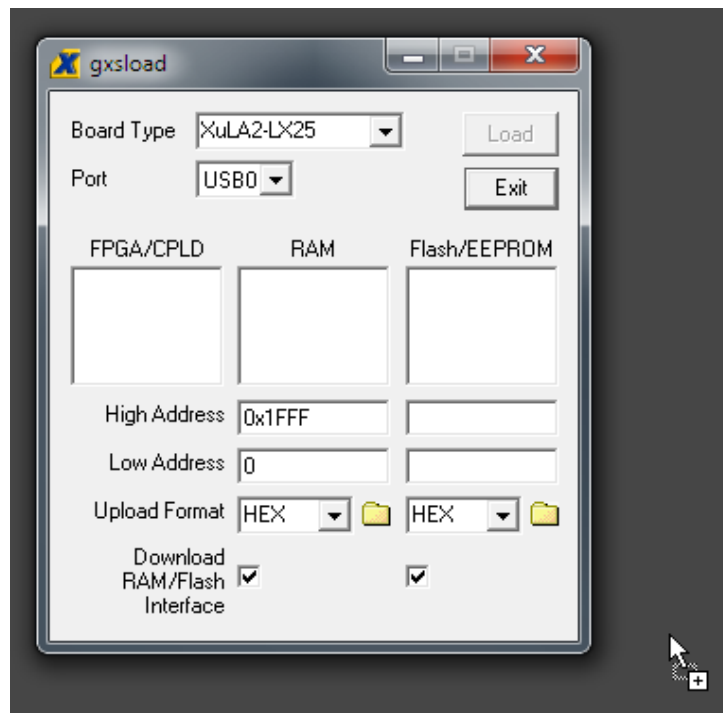 gxsload
Board Type XuLA2-LX25 Load
Port USB0 Exit
FPGA/CPLD RAM Flash/EEPROM
High Address 0x1FFF
Low Address 0
Upload Format HEX HEX
Download
RAM/Flash
Interface